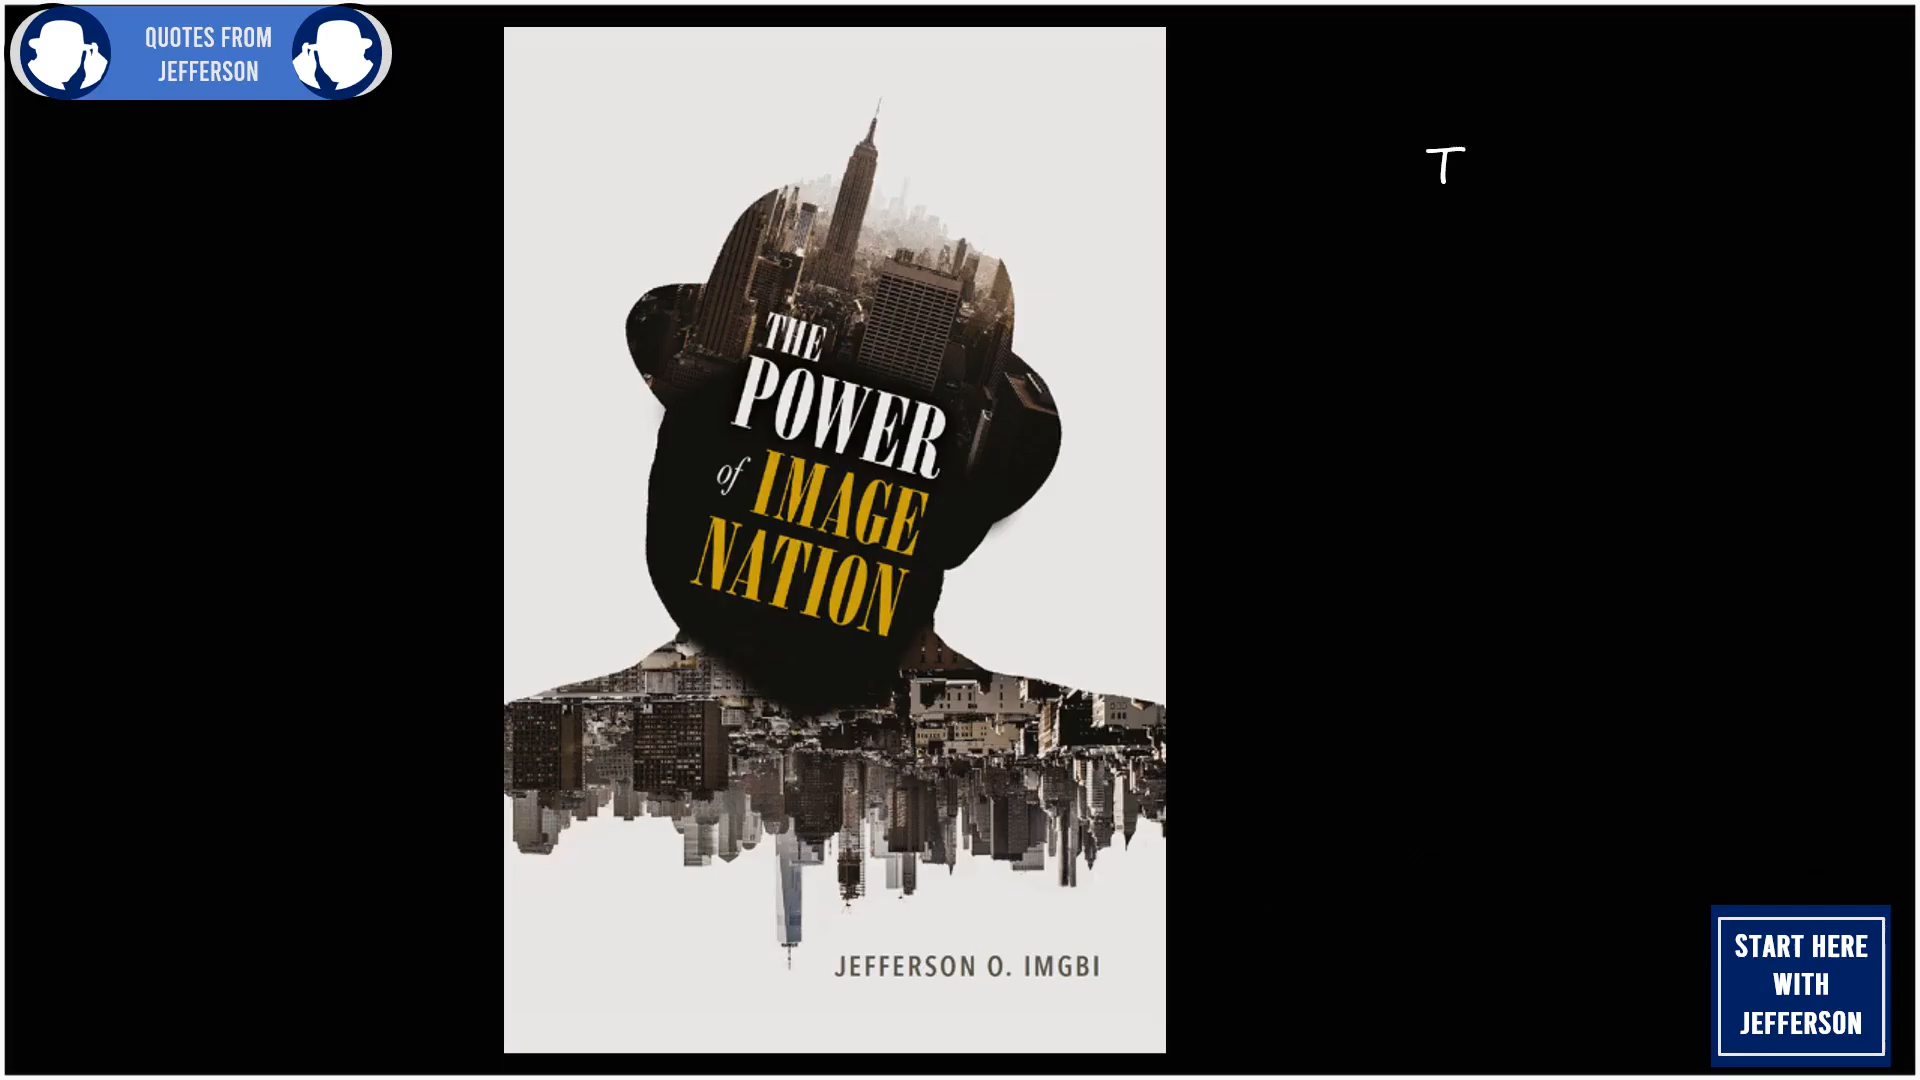 QUOTES FROM
JEFFERSON
T
THE
POWER
of IMAGE
NATION
JEFFERSON O. IMGBI
START HERE
WITH
JEFFERSON